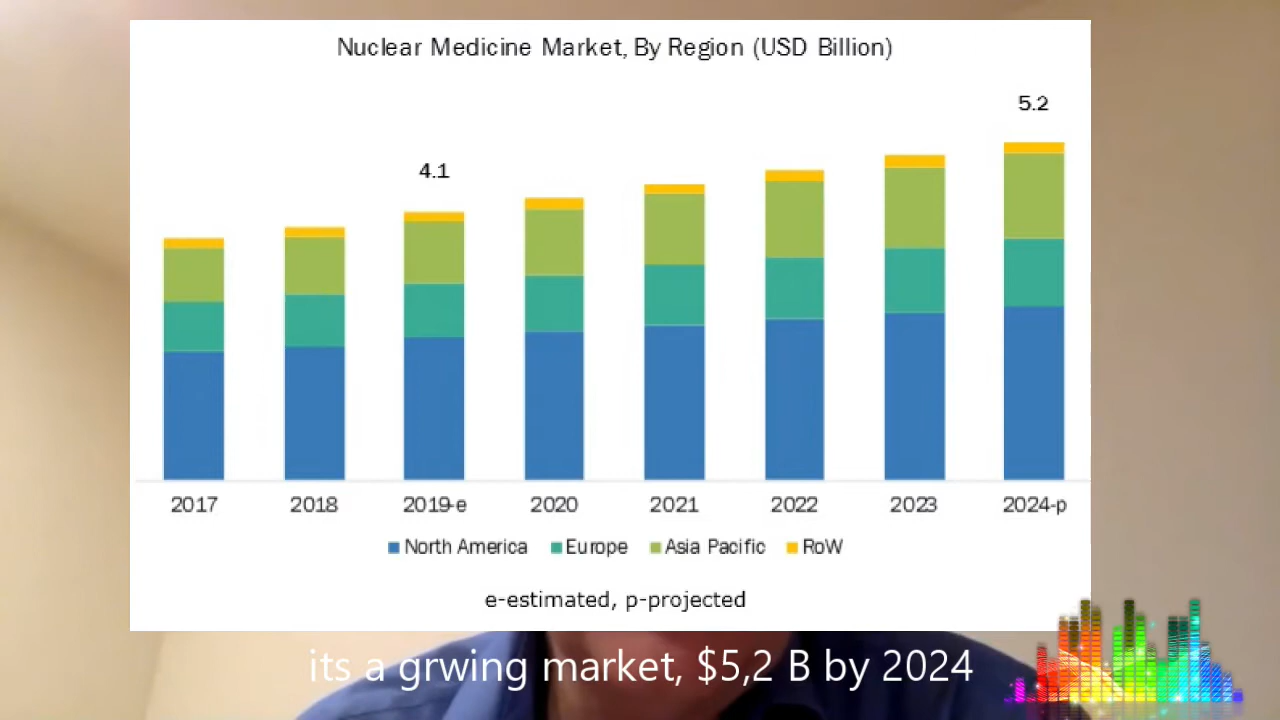 Nuclear Medicine Market, By Region (USD Billion)
5.2
4.1
2017 2018 2019-e 2020 2021 2022 2023 2024-p
North America Europe Asia Pacific RoW
e-estimated, p-projected
its a grwing market, $5,2 B by 2024